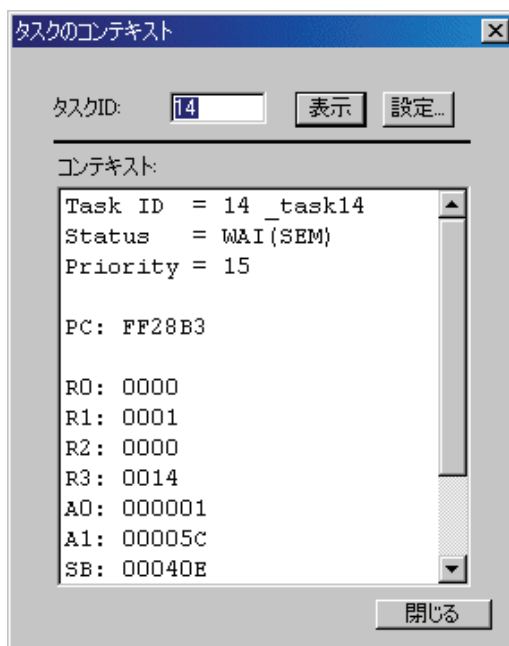 タスクのコンテキスト
タスクID: 14 表示 設定...
コンテキスト:
Task ID = 14 _task14
Status = WAI(SEM)
Priority = 15
PC: FF28B3
R0: 0000
R1: 0001
R2: 0000
R3: 0014
A0: 000001
A1: 00005C
SB: 00040E
閉じる